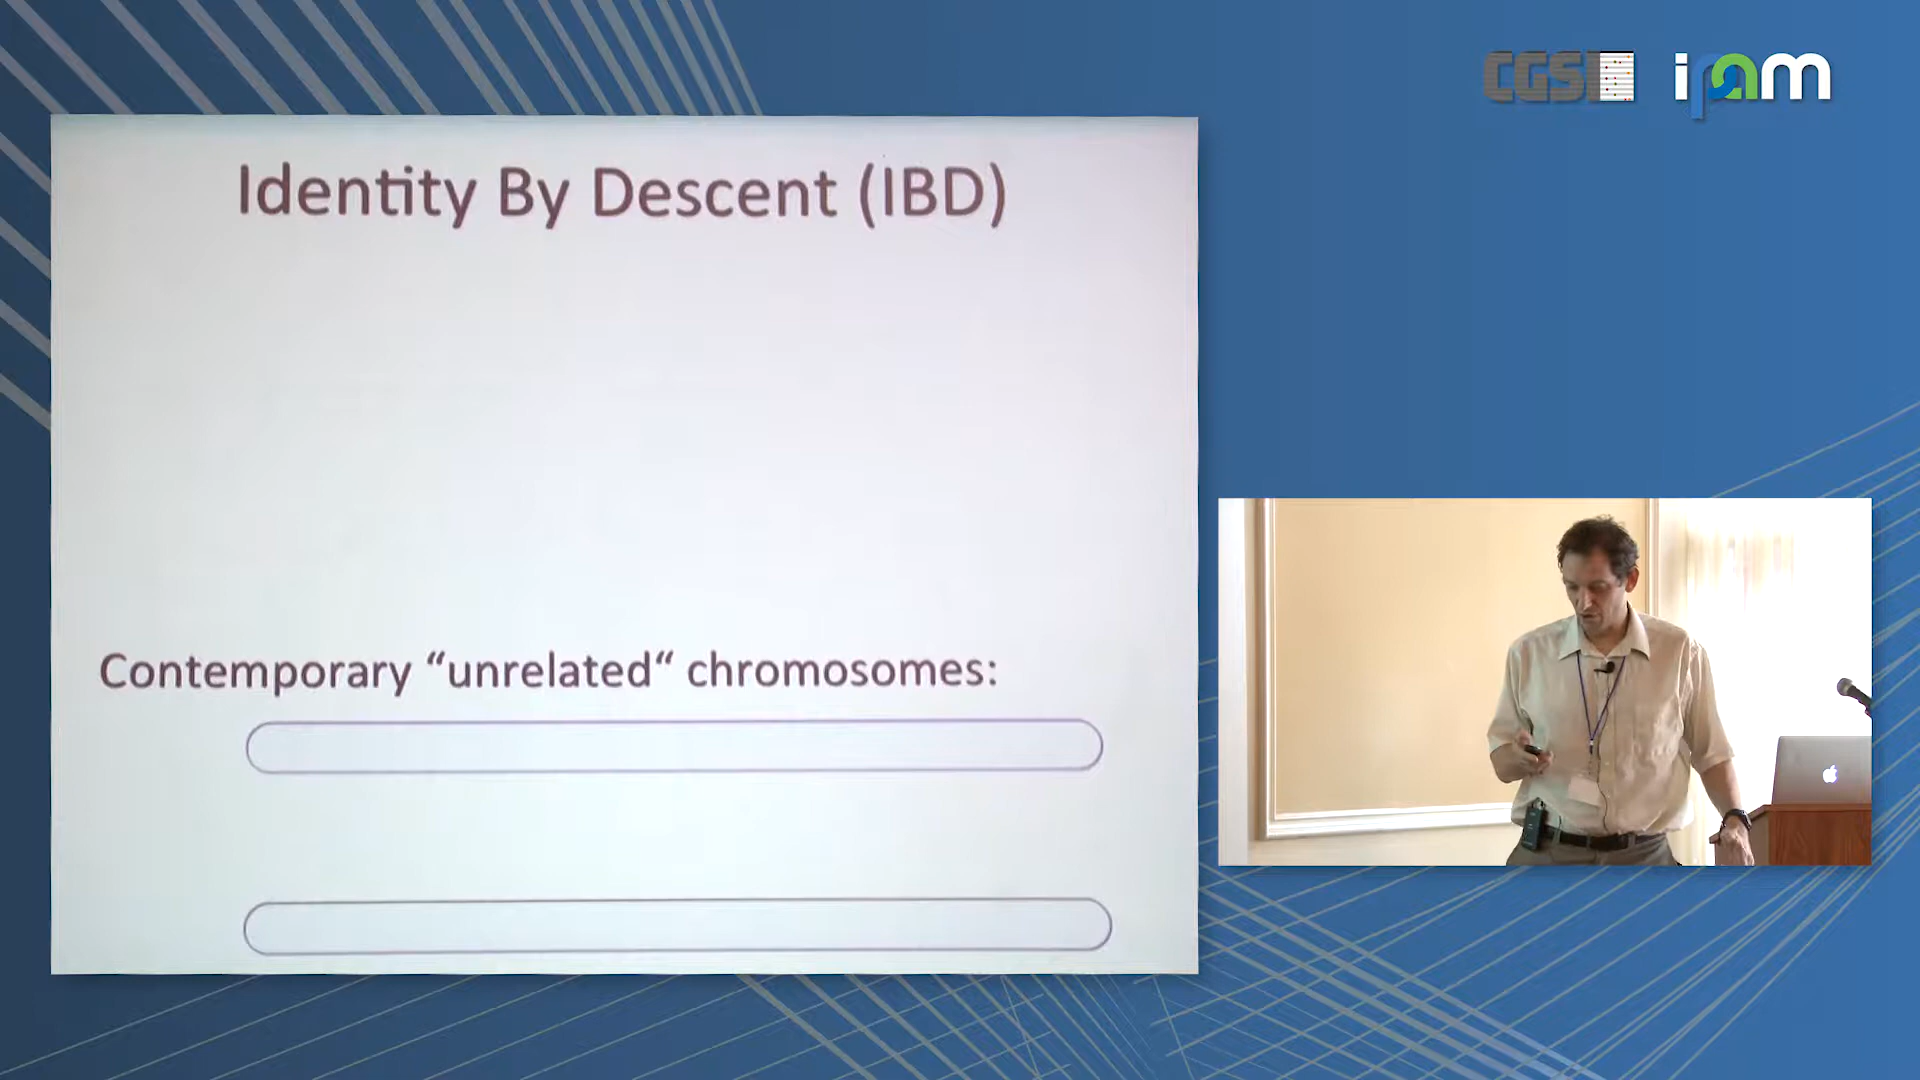 CGSI
ipam
Identity By Descent (IBD)
Contemporary “unrelated“ chromosomes: